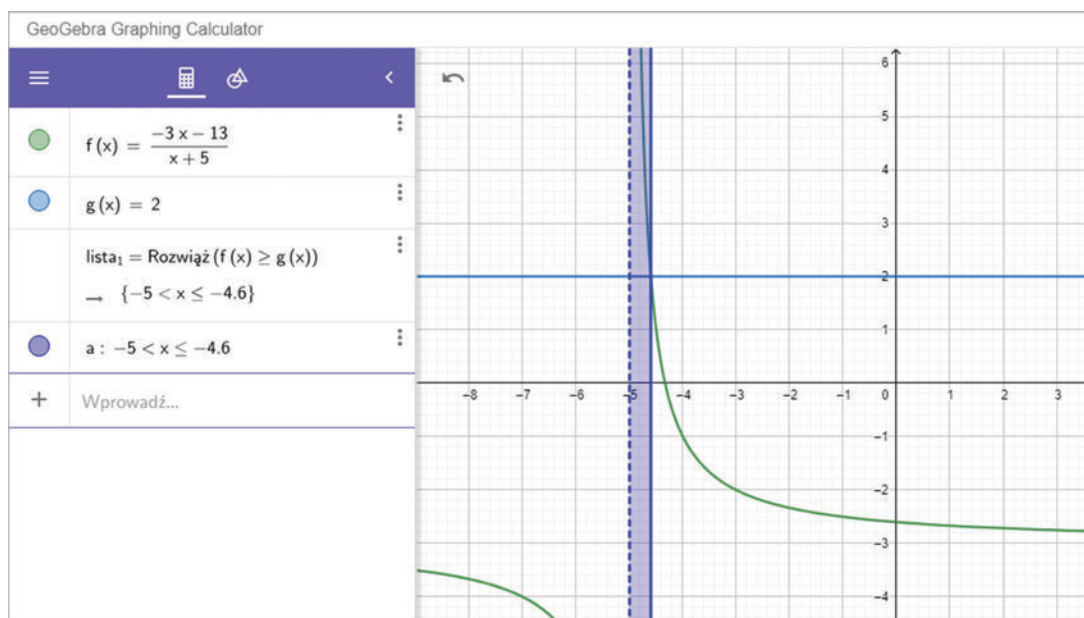 GeoGebra Graphing Calculator
f(x) = \frac{-3x-13}{x+5}
g(x) = 2
lista₁ = Rozwiąż (f(x) ≥ g(x))
→ {−5 < x ≤ −4.6}
a : −5 < x ≤ −4.6
+ Wprowadź...
6
5
4
3
2
1
−8 −7 −6 −5 −4 −3 −2 −1 0 1 2 3
−1
−2
−3
−4